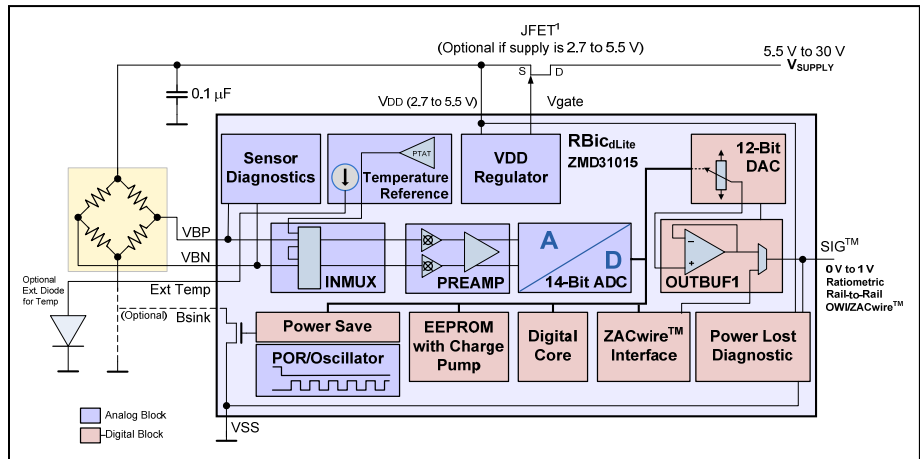 JFET¹
(Optional if supply is 2.7 to 5.5 V)
5.5 V to 30 V
VSUPPLY
S
D
0.1 µF
VDD (2.7 to 5.5 V)
Vgate
Sensor
Diagnostics
PTAT
Temperature
Reference
VDD
Regulator
RBicdLite
ZMD31015
12-Bit
DAC
VBP
VBN
INMUX
PREAMP
A
D
14-Bit ADC
OUTBUF1
SIG™
0 V to 1 V
Ratiometric
Rail-to-Rail
OWI/ZACwire™
Optional
Ext. Diode
for Temp
Ext Temp
(Optional)
Bsink
Power Save
POR/Oscillator
EEPROM
with Charge
Pump
Digital
Core
ZACwire™
Interface
Power Lost
Diagnostic
Analog Block
Digital Block
VSS